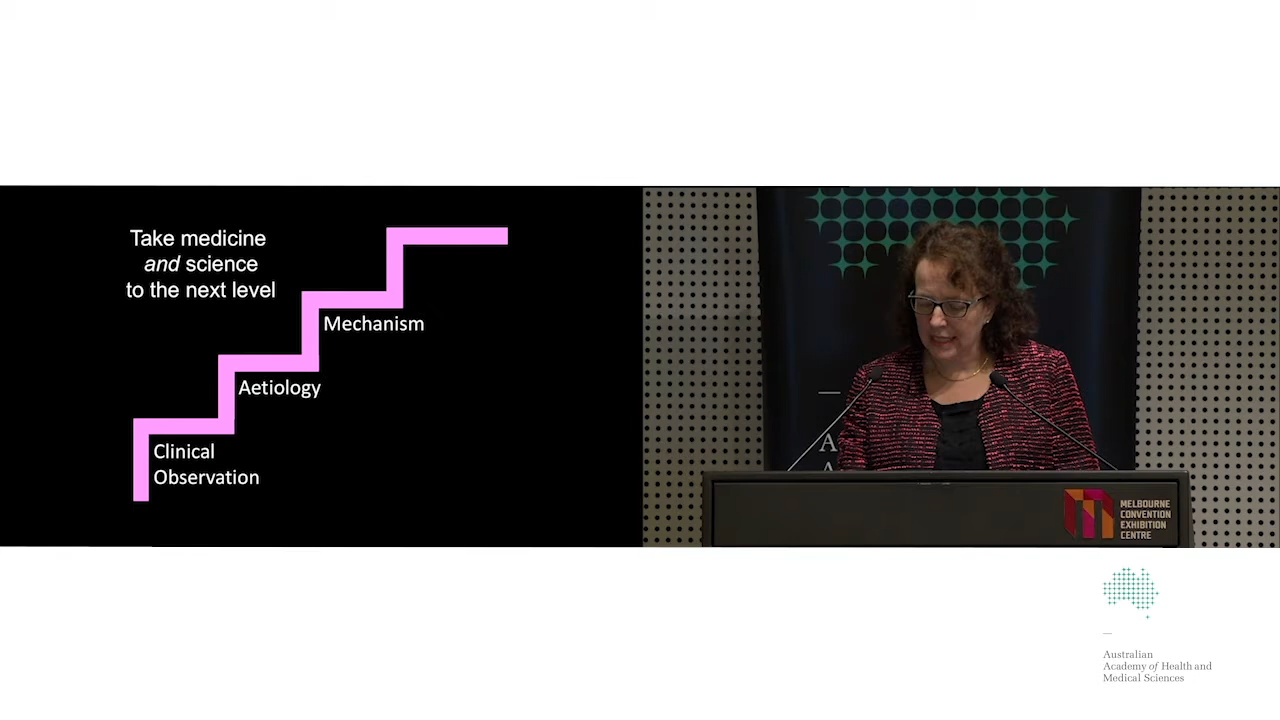 Take medicine
and science
to the next level
Mechanism
Aetiology
Clinical
Observation
A
MELBOURNE
CONVENTION
EXHIBITION
CENTRE
Australian
Academy of Health and
Medical Sciences